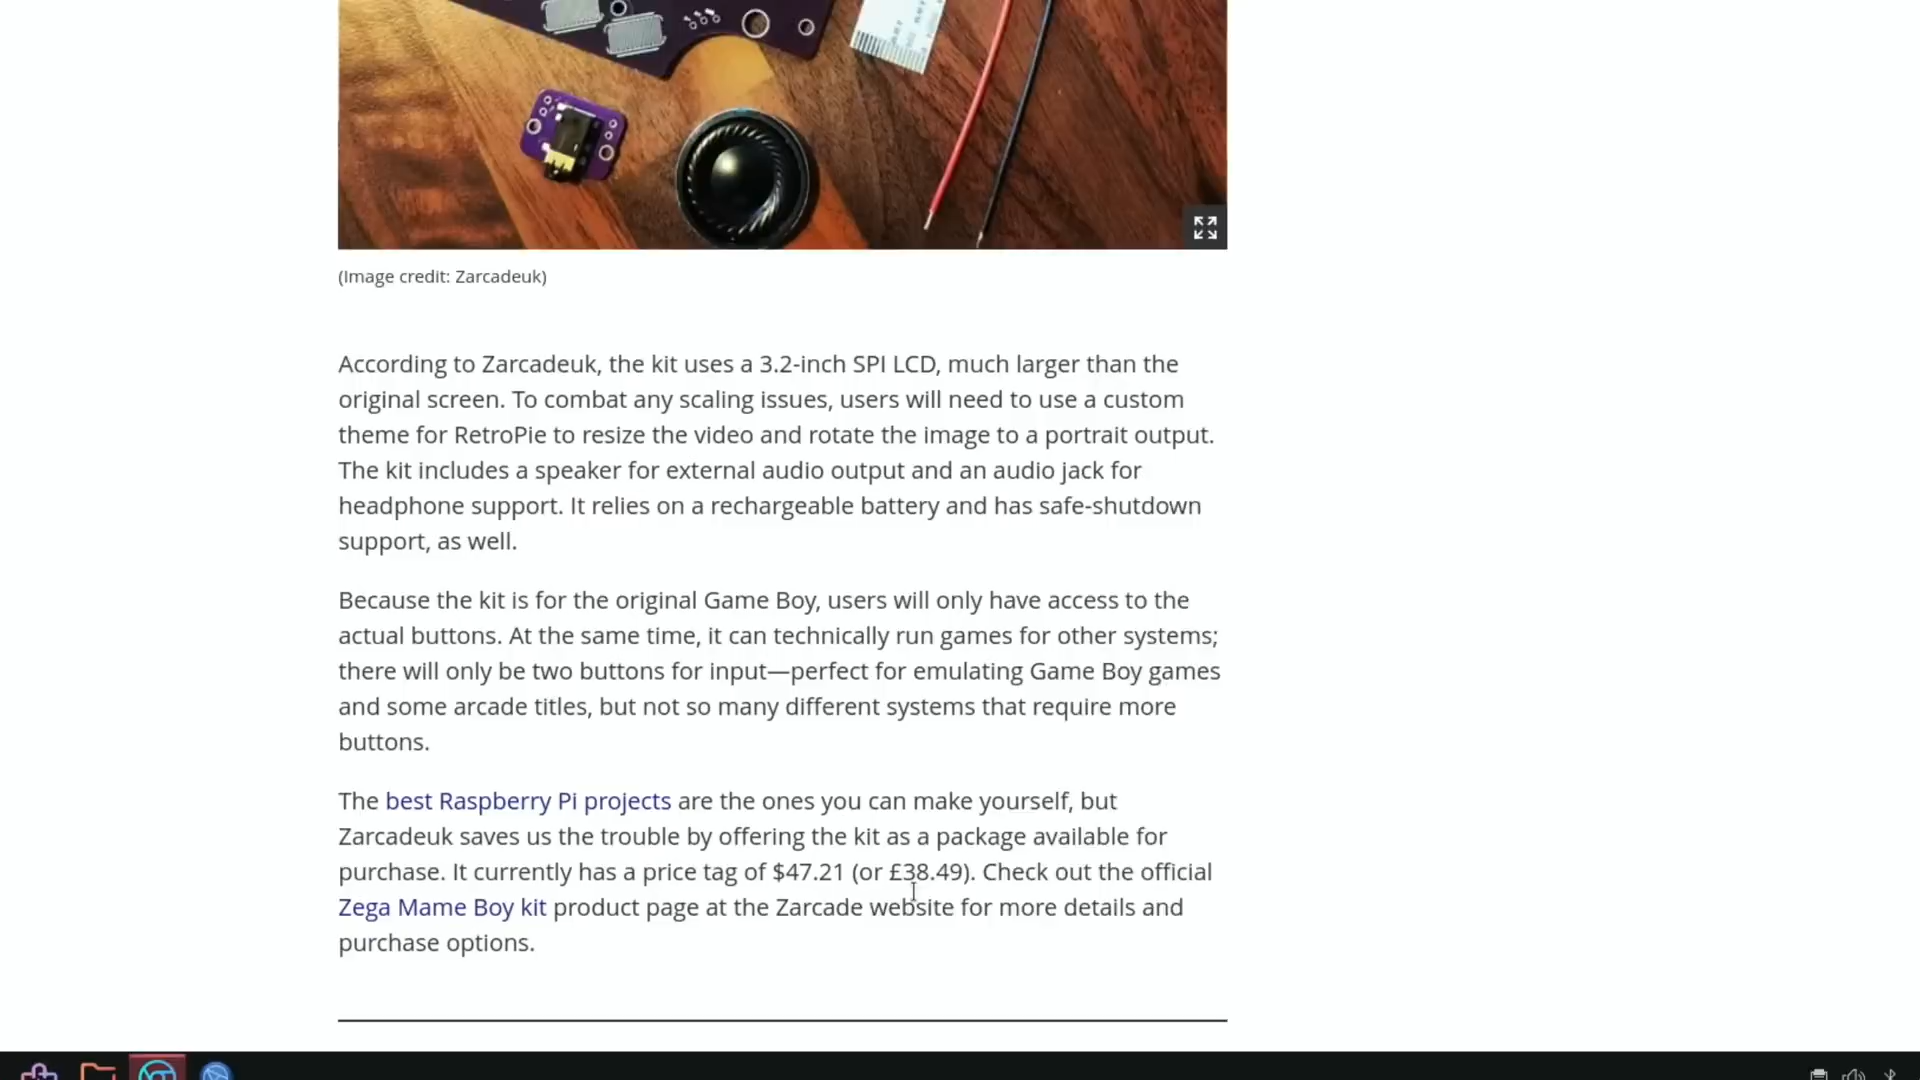 (Image credit: Zarcadeuk)
According to Zarcadeuk, the kit uses a 3.2-inch SPI LCD, much larger than the
original screen. To combat any scaling issues, users will need to use a custom
theme for RetroPie to resize the video and rotate the image to a portrait output.
The kit includes a speaker for external audio output and an audio jack for
headphone support. It relies on a rechargeable battery and has safe-shutdown
support, as well.
Because the kit is for the original Game Boy, users will only have access to the
actual buttons. At the same time, it can technically run games for other systems;
there will only be two buttons for input—perfect for emulating Game Boy games
and some arcade titles, but not so many different systems that require more
buttons.
The best Raspberry Pi projects are the ones you can make yourself, but
Zarcadeuk saves us the trouble by offering the kit as a package available for
purchase. It currently has a price tag of $47.21 (or £38.49). Check out the official
Zega Mame Boy kit product page at the Zarcade website for more details and
purchase options.